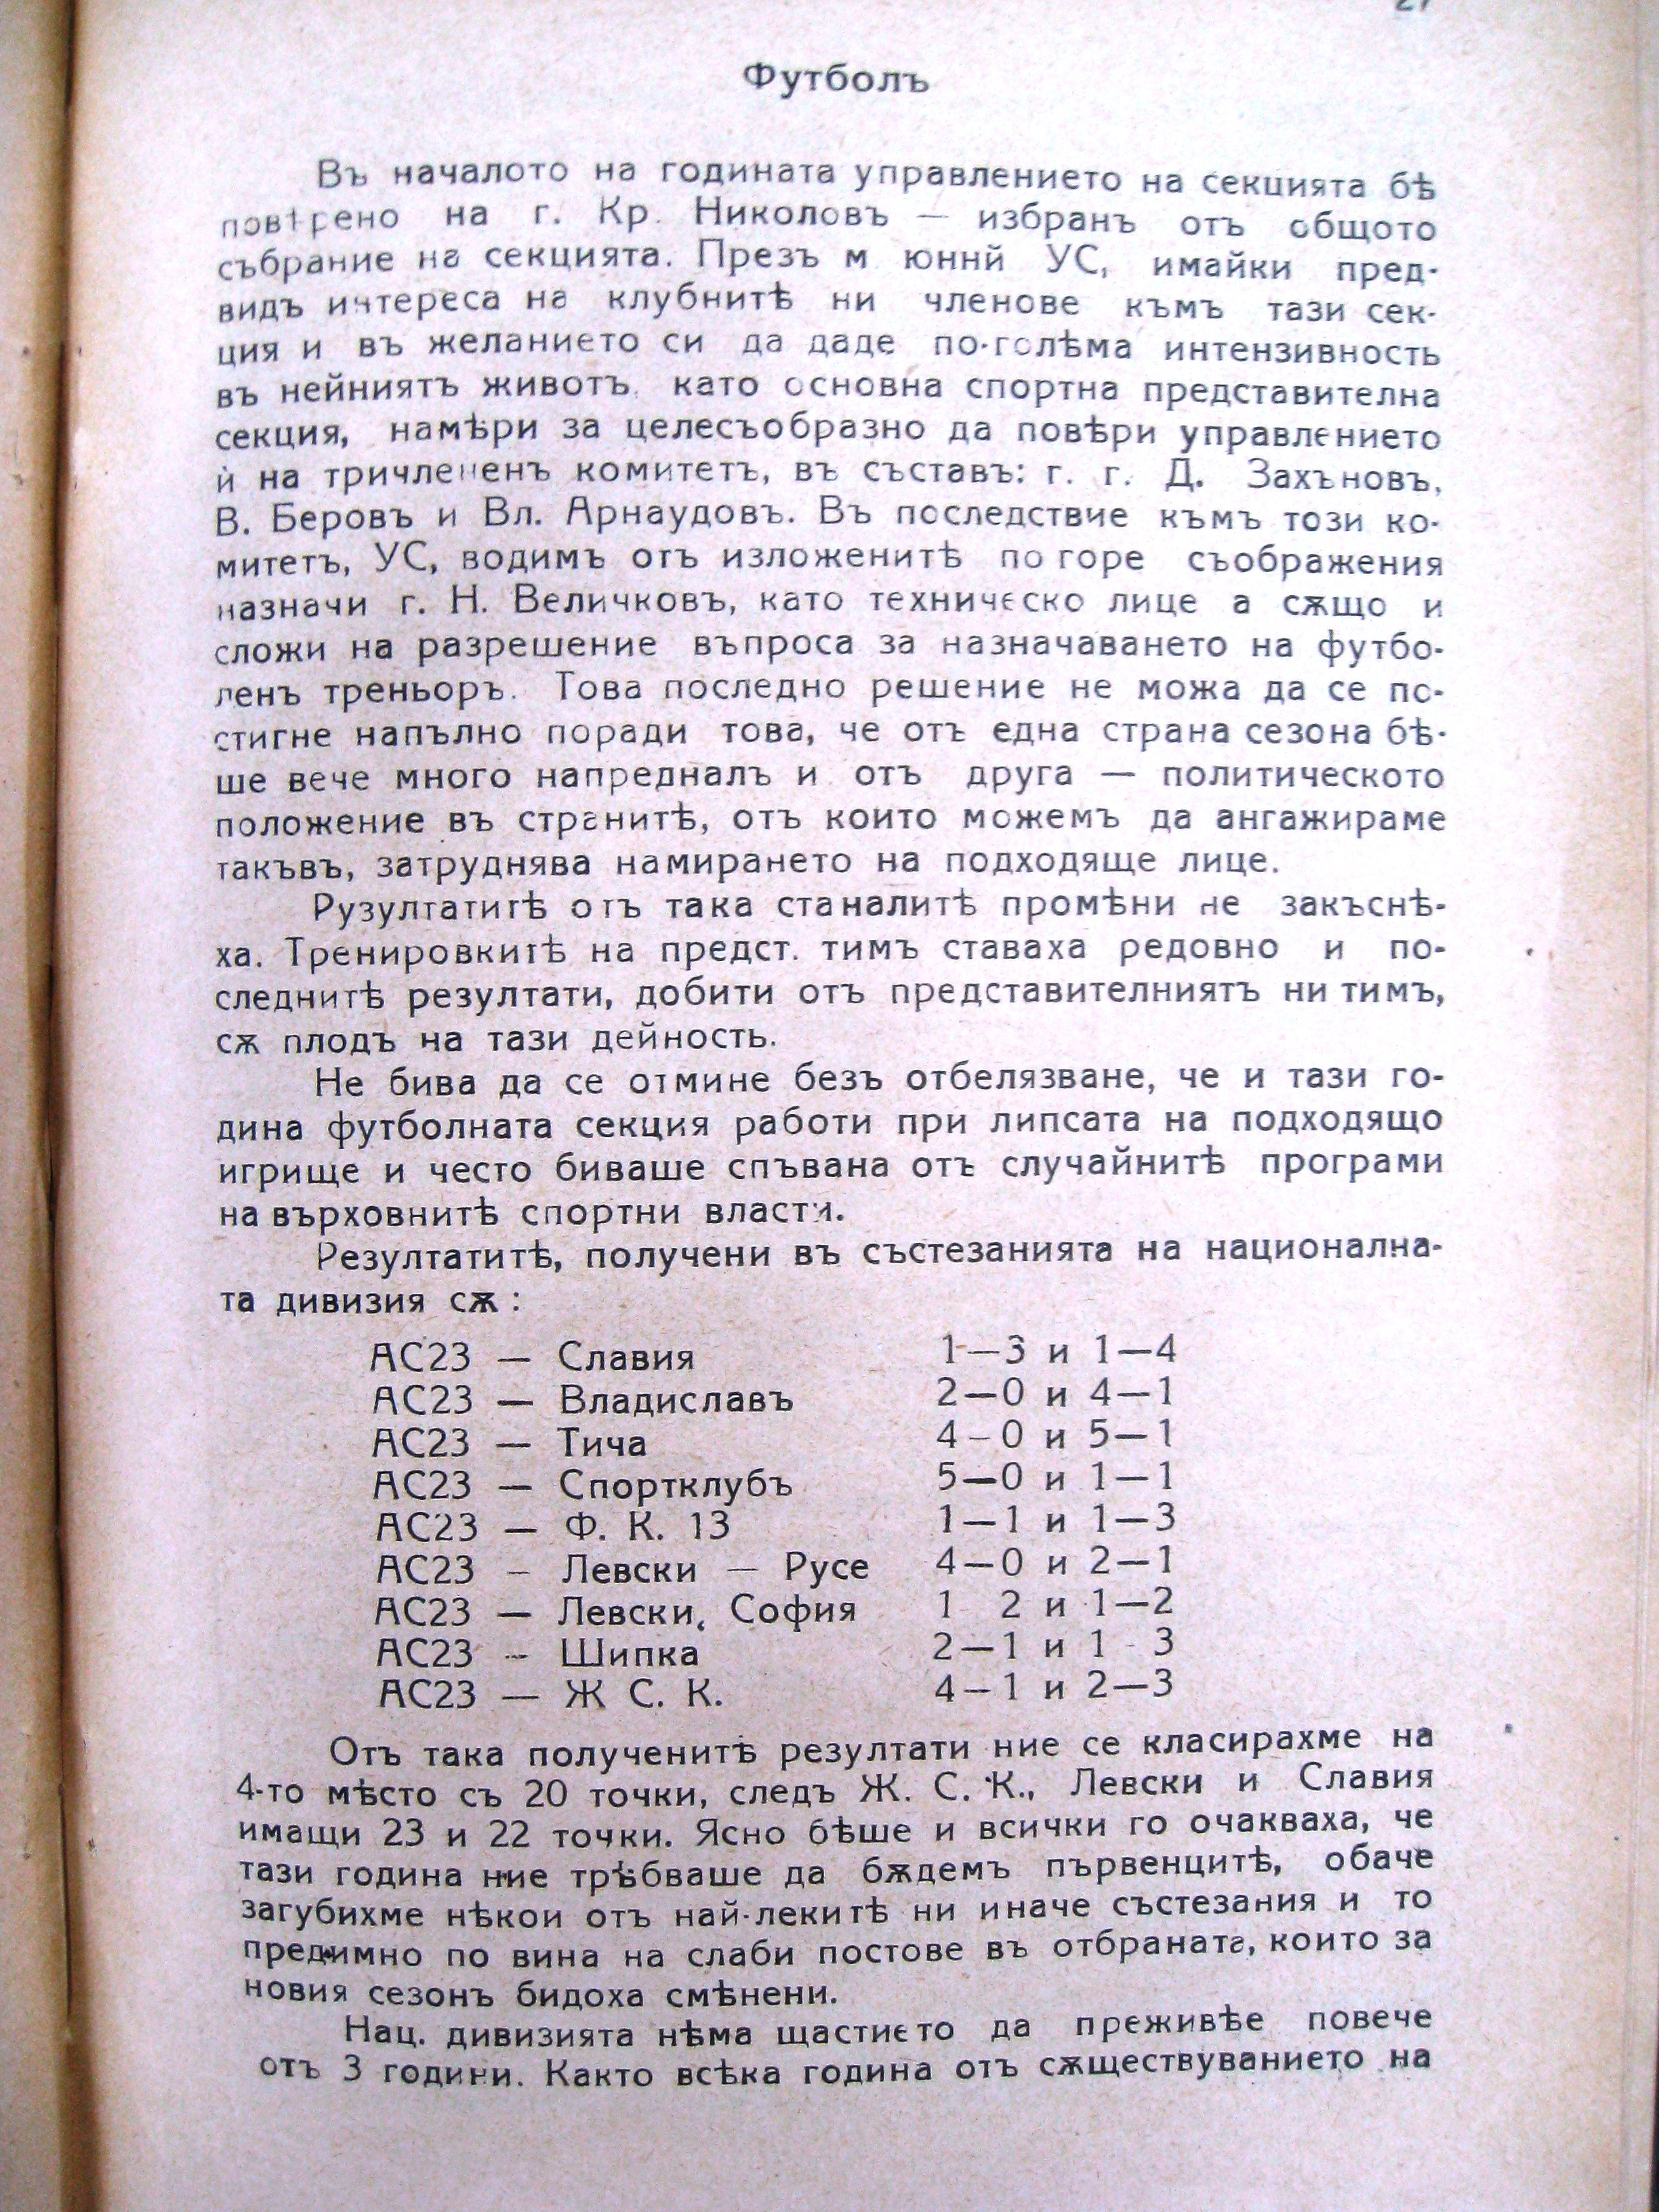 27
Футболъ
Въ началото на годината управлението на секцията бѣ
повѣрено на г. Кр. Николовъ — избранъ отъ общото
събрание на секцията. Презъ м юннй УС, имайки пред-
видъ интереса на клубнитѣ ни членове къмъ тази сек-
ция и въ желанието си да даде по-голѣма интензивность
въ нейниятъ животъ, като основна спортна представителна
секция, намѣри за целесъобразно да повѣри управлението
ѝ на тричлененъ комитетъ, въ съставъ: г. г. Д. Захъновъ,
В. Беровъ и Вл. Арнаудовъ. Въ последствие къмъ този ко-
митетъ, УС, водимъ отъ изложенитѣ по горе съображения
назначи г. Н. Величковъ, като техническо лице а сѫщо и
сложи на разрешение въпроса за назначаването на футбо-
ленъ треньоръ. Това последно решение не можа да се по-
стигне напълно поради това, че отъ една страна сезона бѣ-
ше вече много напредналъ и отъ друга — политическото
положение въ странитѣ, отъ които можемъ да ангажираме
такъвъ, затруднява намирането на подходяще лице.
Рузултатитѣ отъ така станалитѣ промѣни не закъснѣ-
ха. Тренировкитѣ на предст. тимъ ставаха редовно и по-
следнитѣ резултати, добити отъ представителниятъ ни тимъ,
сѫ плодъ на тази дейность.
Не бива да се отмине безъ отбелязване, че и тази го-
дина футболната секция работи при липсата на подходящо
игрище и често биваше спъвана отъ случайнитѣ програми
на върховнитѣ спортни власти.
Резултатитѣ, получени въ състезанията на национална-
та дивизия сѫ:
АС23 — Славия 1—3 и 1—4
АС23 — Владиславъ 2—0 и 4—1
АС23 — Тича 4—0 и 5—1
АС23 — Спортклубъ 5—0 и 1—1
АС23 — Ф. К. 13 1—1 и 1—3
АС23 — Левски — Русе 4—0 и 2—1
АС23 — Левски, София 1 2 и 1—2
АС23 — Шипка 2—1 и 1 - 3
АС23 — Ж С. К. 4—1 и 2—3
Отъ така полученитѣ резултати ние се класирахме на
4-то мѣсто съ 20 точки, следъ Ж. С. К., Левски и Славия
имащи 23 и 22 точки. Ясно бѣше и всички го очакваха, че
тази година ние трѣбваше да бѫдемъ първенцитѣ, обаче
загубихме нѣкои отъ най-лекитѣ ни иначе състезания и то
предимно по вина на слаби постове въ отбраната, които за
новия сезонъ бидоха смѣнени.
Нац. дивизията нѣма щастието да преживѣе повече
отъ 3 години. Както всѣка година отъ сѫществуванието на